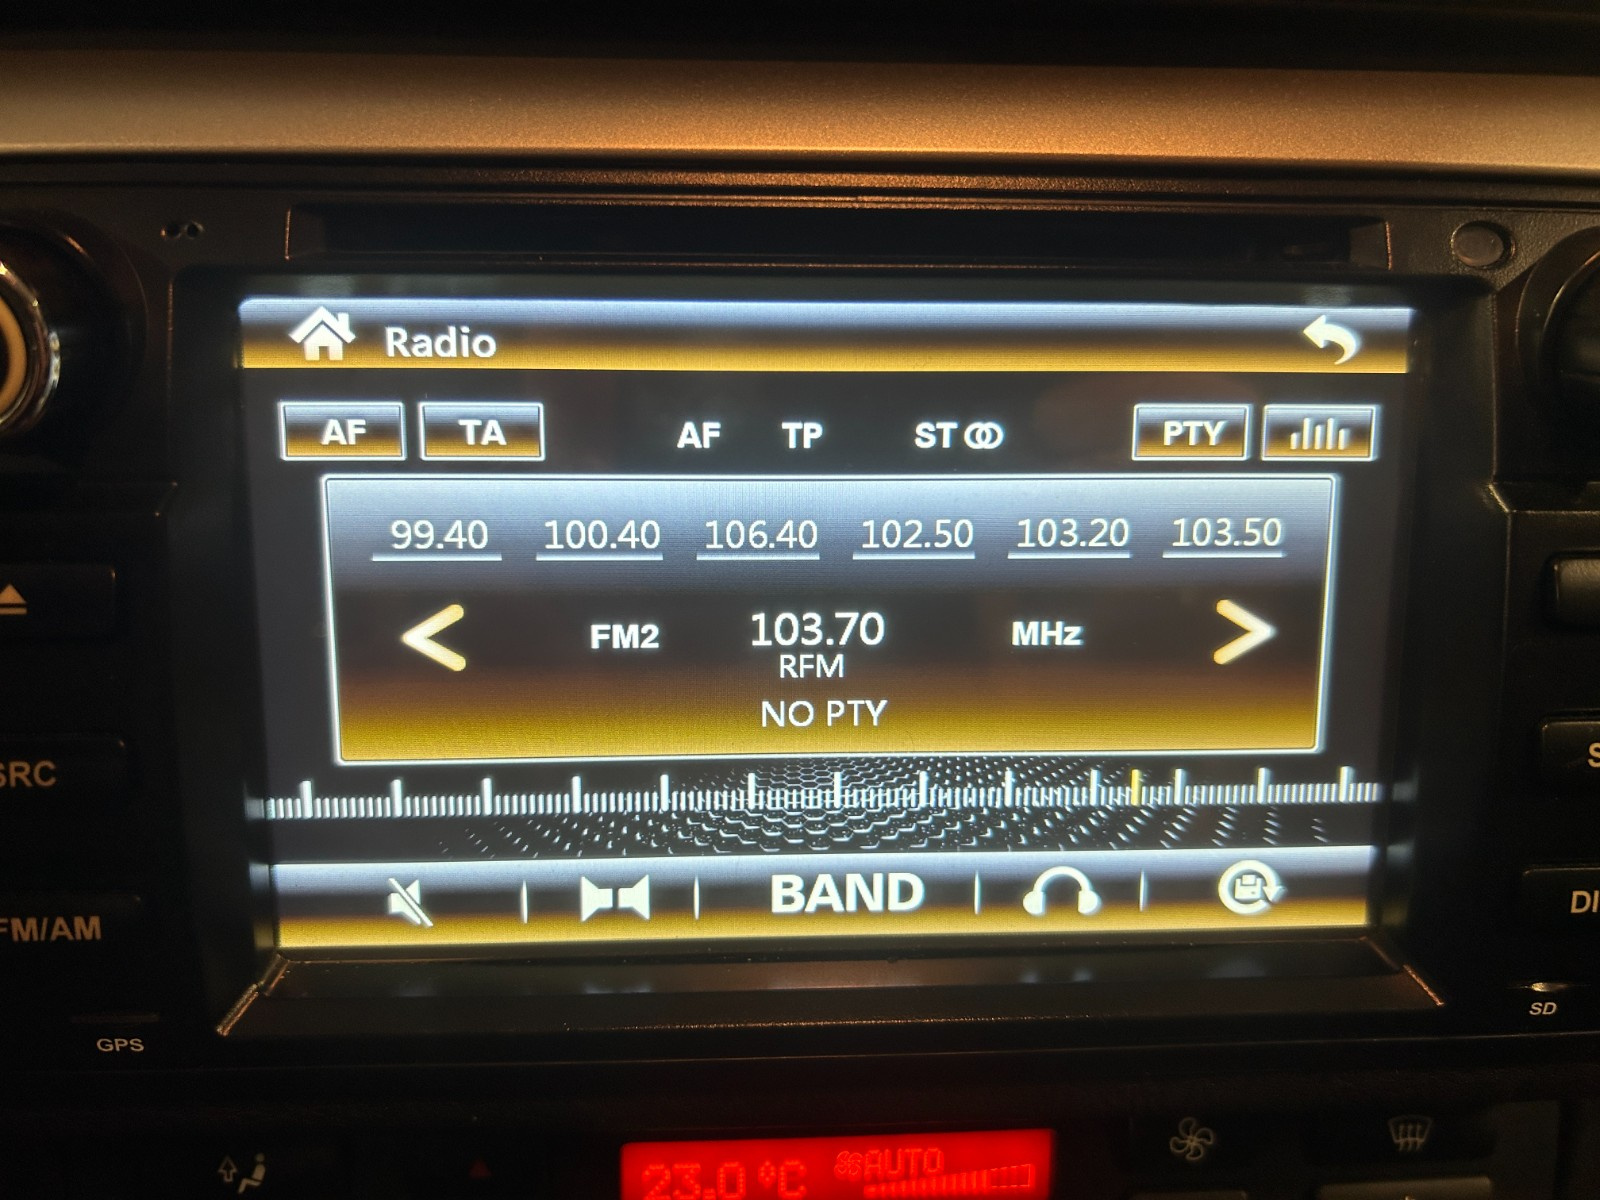 Radio
AF TA AF TP ST PTY
99.40 100.40 106.40 102.50 103.20 103.50
FM2 103.70 MHz
RFM
NO PTY
SRC
BAND
FM/AM
SD
GPS
23.0 °C AUTO